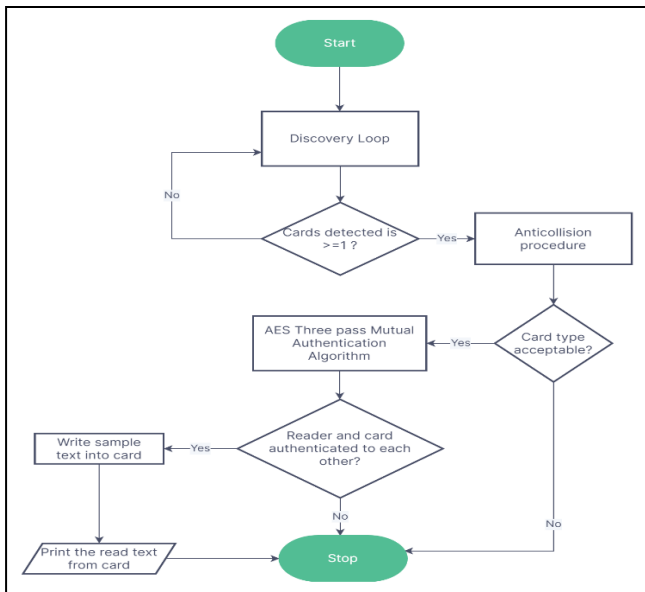 Start
Discovery Loop
No
Cards detected is
>=1 ?
Yes
Anticollision
procedure
AES Three pass Mutual
Authentication
Algorithm
Yes
Card type
acceptable?
Write sample
text into card
Yes
Reader and card
authenticated to each
other?
No
No
Print the read text
from card
Stop